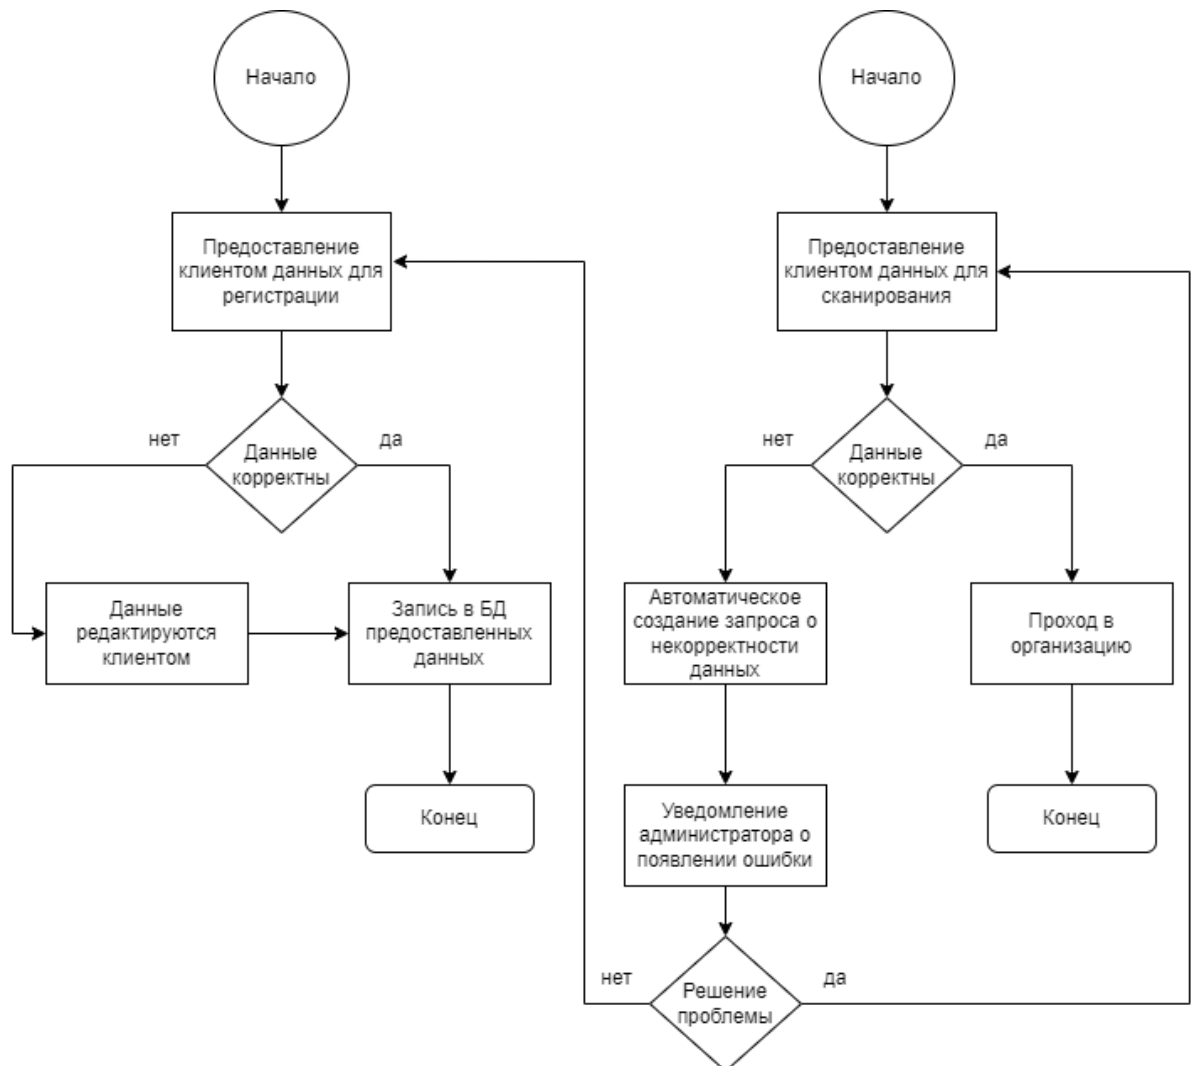 Начало
Начало
Предоставление
клиентом данных для
регистрации
Предоставление
клиентом данных для
сканирования
нет
да
Данные
корректны
нет
да
Данные
корректны
Данные
редактируются
клиентом
Запись в БД
предоставленных
данных
Автоматическое
создание запроса о
некорректности
данных
Проход в
организацию
Конец
Уведомление
администратора о
появлении ошибки
Конец
нет
да
Решение
проблемы